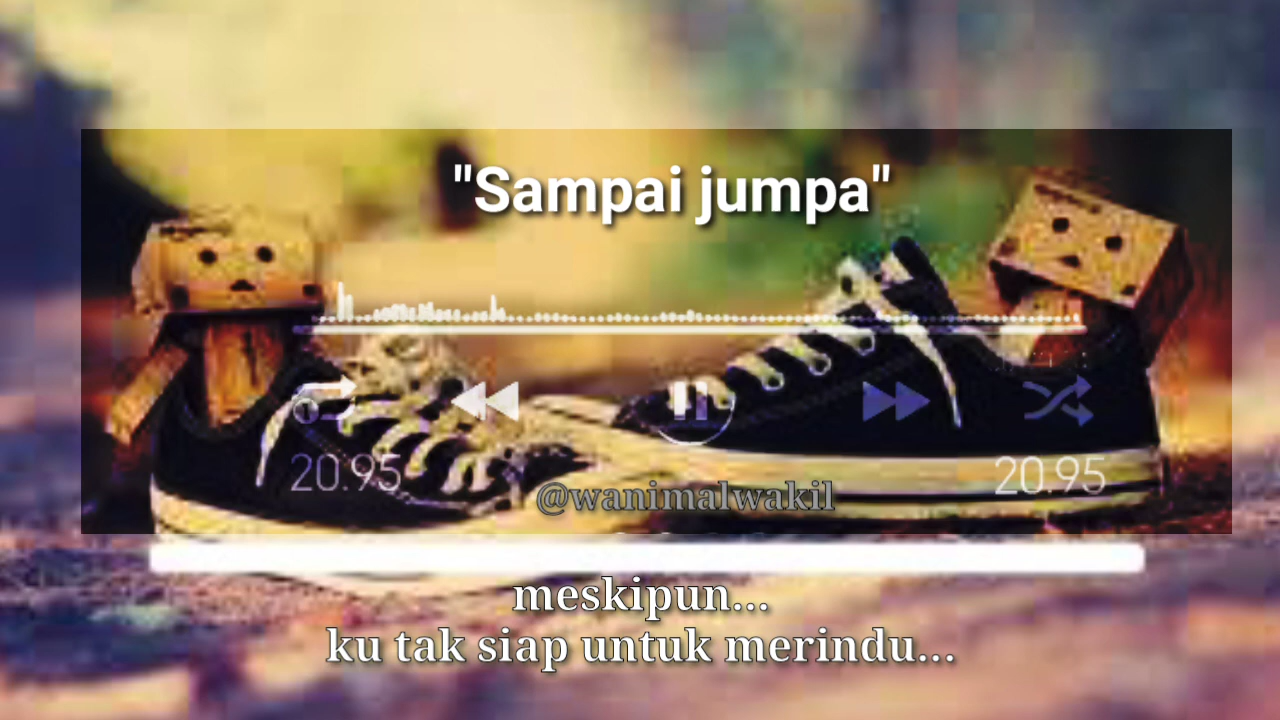 "Sampai jumpa"
20.95
20.95
@wanimalwakil
meskipun...
ku tak siap untuk merindu...